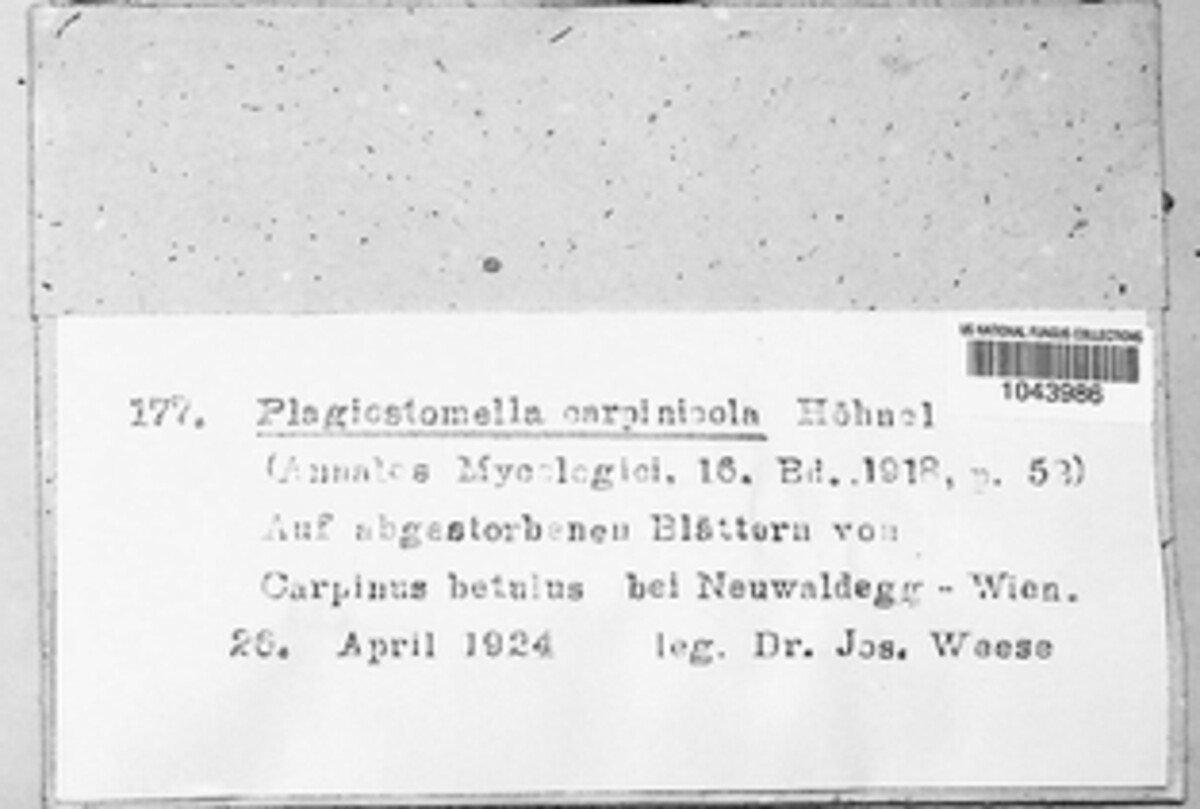 US NATIONAL FUNGUS COLLECTIONS
1043986
177. Plagiostomella carpinicola Höhnel
(Annales Mycologici, 16. Bd., 1918, p. 52)
Auf abgestorbenen Blättern von
Carpinus betulus bei Neuwaldegg - Wien.
26. April 1924 leg. Dr. Jos. Weese